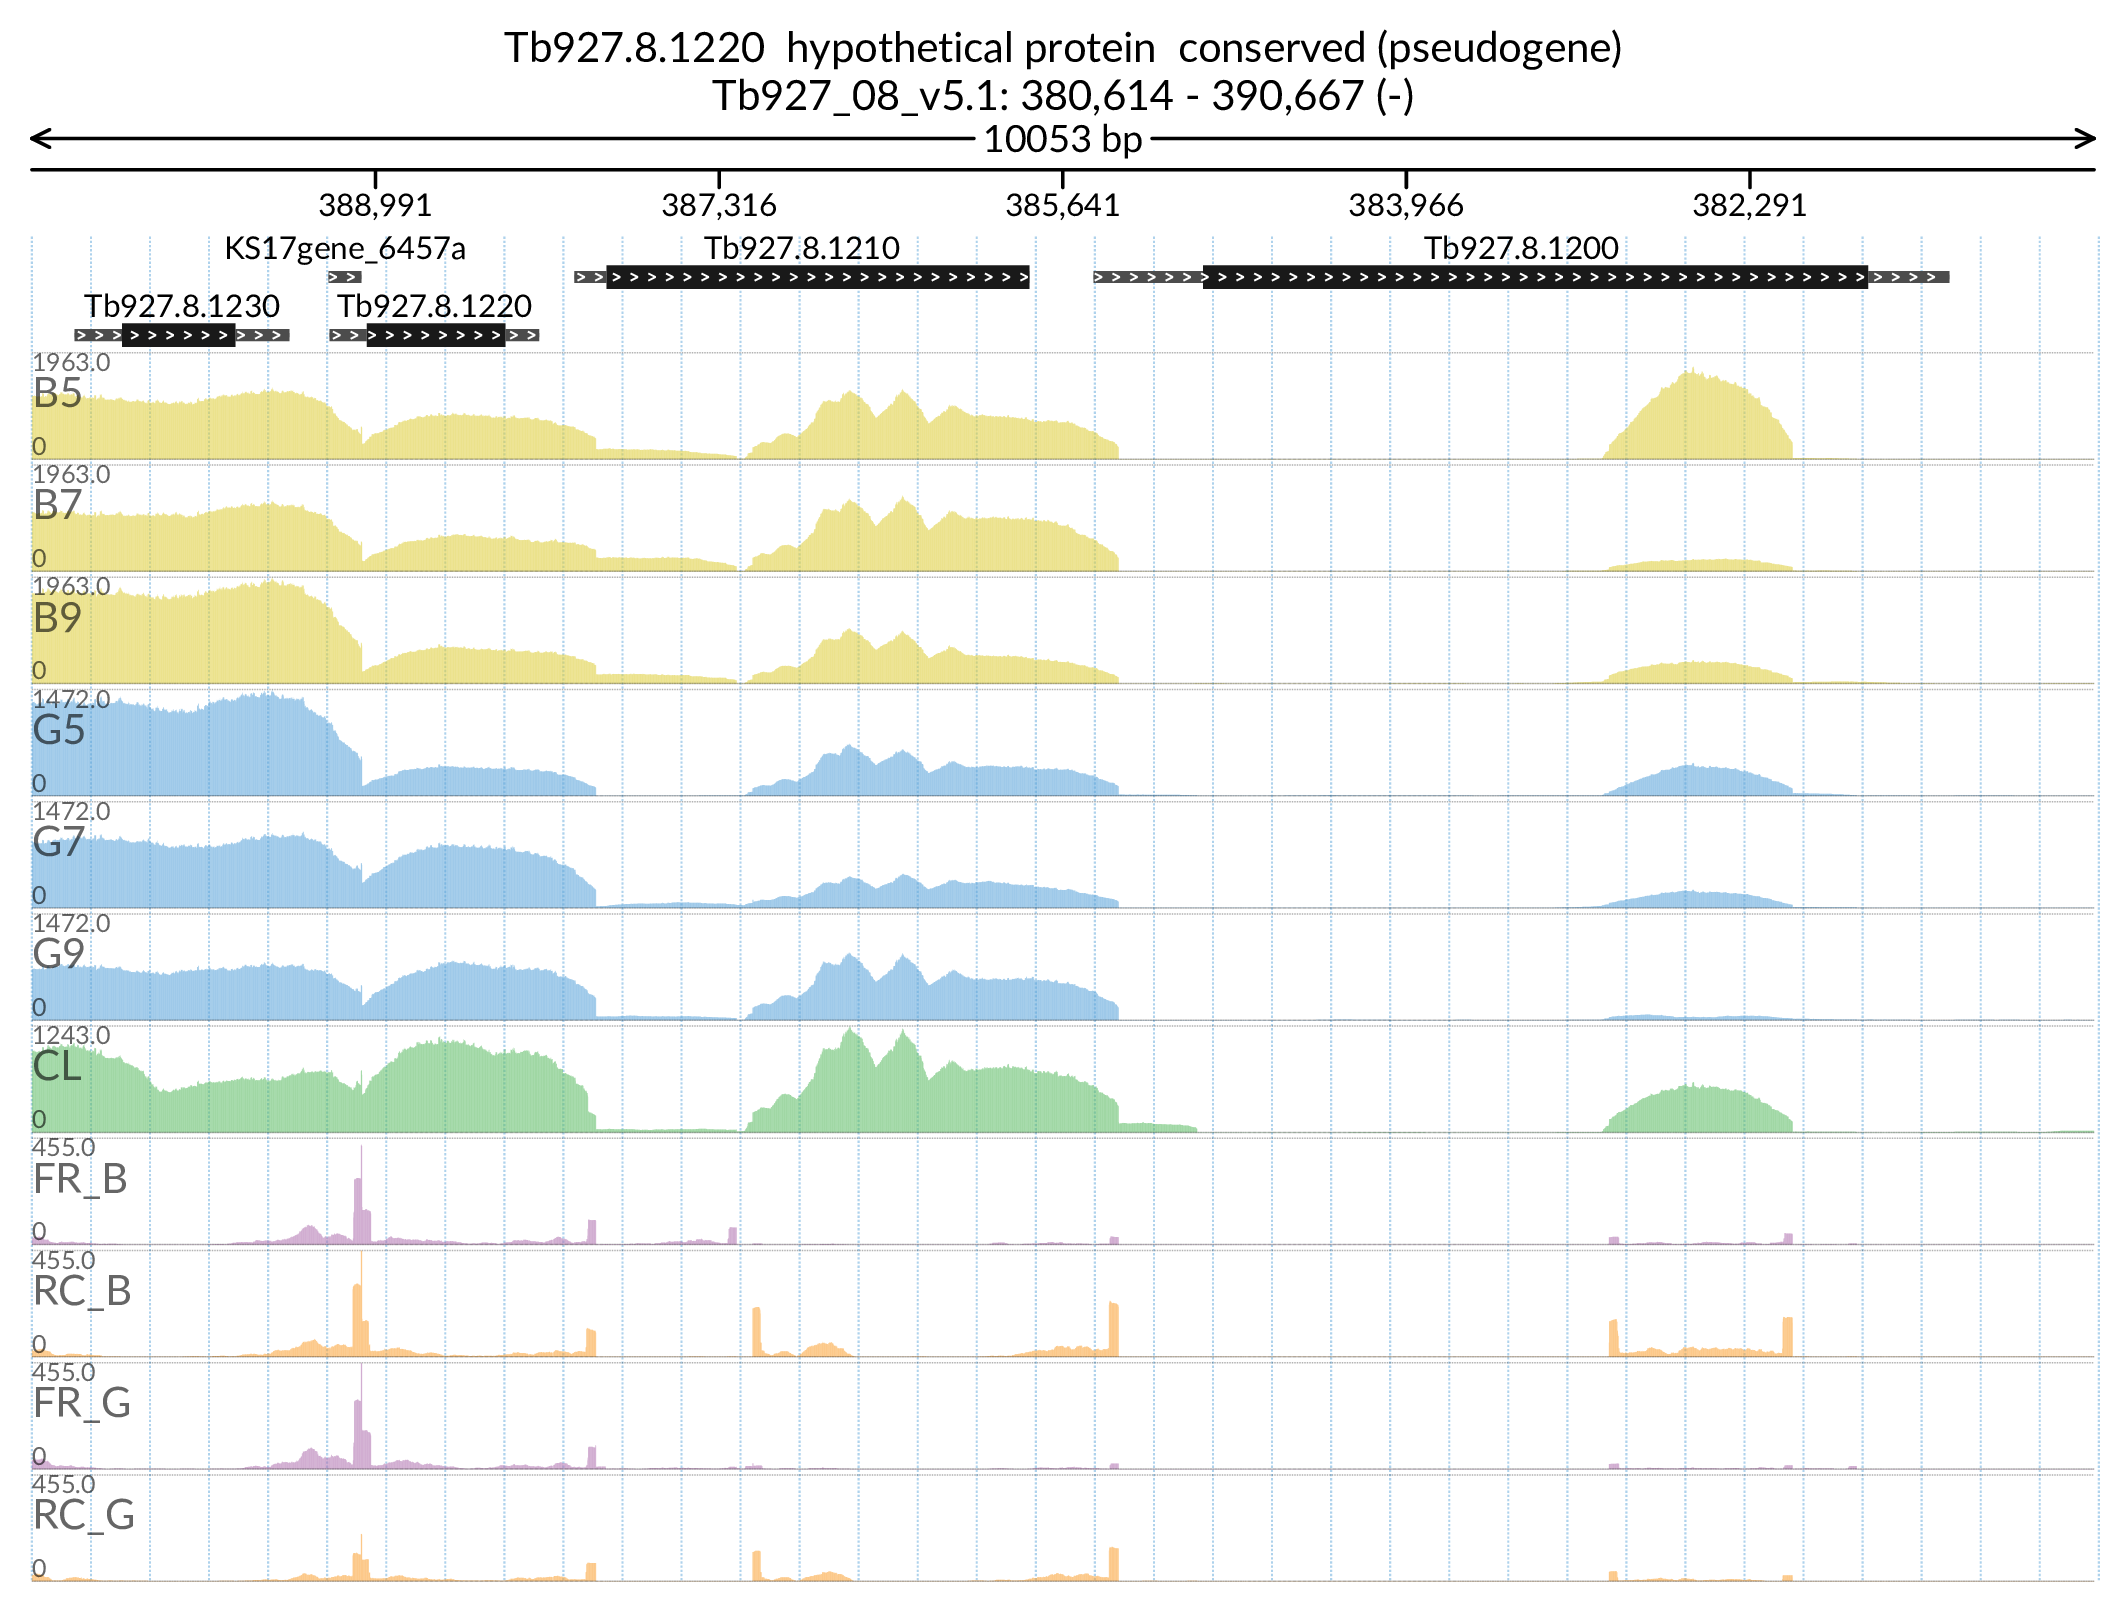 Tb927.8.1220  hypothetical protein  conserved (pseudogene)
Tb927_08_v5.1: 380,614 - 390,667 (-)
10053 bp
388,991 387,316 385,641 383,966 382,291
KS17gene_6457a Tb927.8.1210 Tb927.8.1200
Tb927.8.1230 Tb927.8.1220
1963.0
B5
0
1963.0
B7
0
1963.0
B9
0
1472.0
G5
0
1472.0
G7
0
1472.0
G9
0
1243.0
CL
0
455.0
FR_B
0
455.0
RC_B
0
455.0
FR_G
0
455.0
RC_G
0